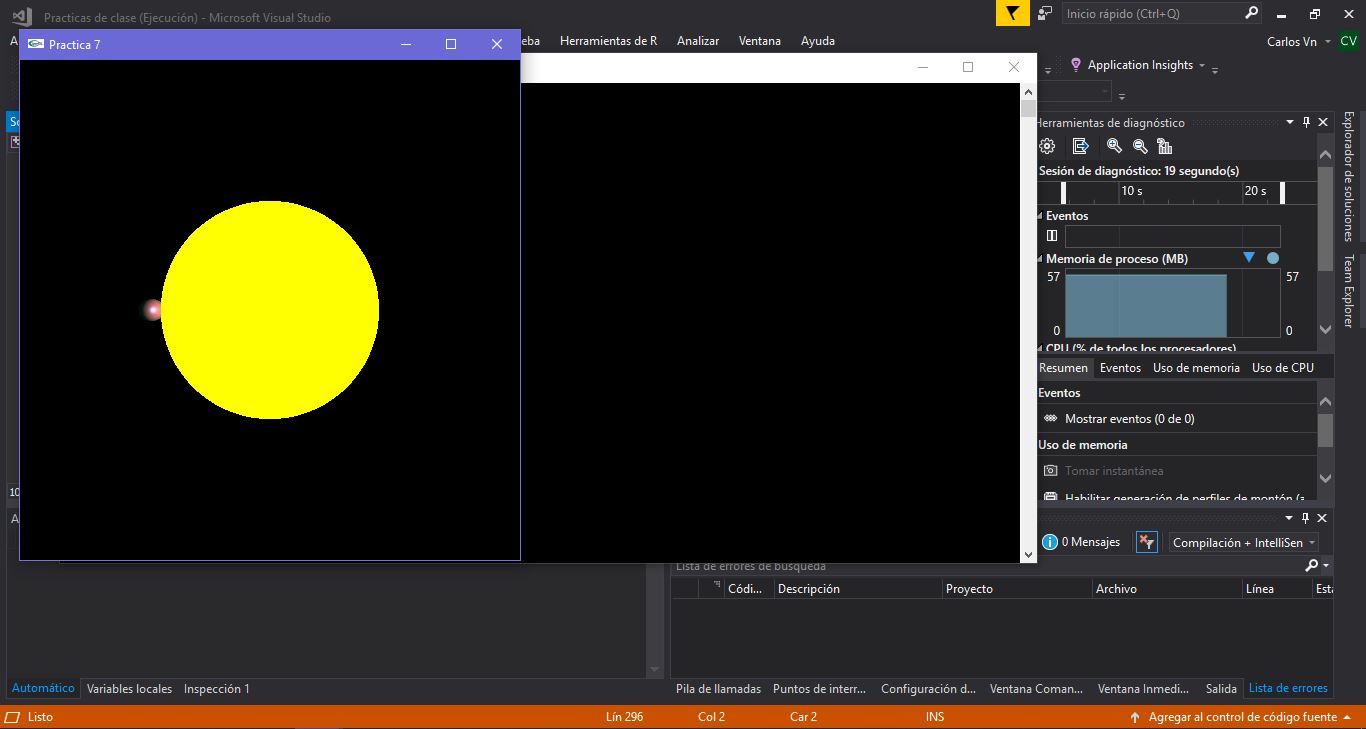 Practicas de clase (Ejecución) - Microsoft Visual Studio
Inicio rápido (Ctrl+Q)
Practica 7
Herramientas de R
Analizar
Ventana
Ayuda
Carlos Vn
CV
Application Insights
Herramientas de diagnóstico
Sesión de diagnóstico: 19 segundo(s)
10 s
20 s
Eventos
Memoria de proceso (MB)
57
57
0
0
CPU (% de todos los procesadores)
Resumen
Eventos
Uso de memoria
Uso de CPU
Eventos
Mostrar eventos (0 de 0)
Uso de memoria
Tomar instantánea
Habilitar generación de perfiles de montón (a
Explorador de soluciones
Team Explorer
0 Mensajes
Compilación + IntelliSen
Lista de errores de búsqueda
Códi...
Descripción
Proyecto
Archivo
Línea
Automático
Variables locales
Inspección 1
Pila de llamadas
Puntos de interr...
Configuración d...
Ventana Coman...
Ventana Inmedi...
Salida
Lista de errores
Listo
Lín 296
Col 2
Car 2
INS
Agregar al control de código fuente